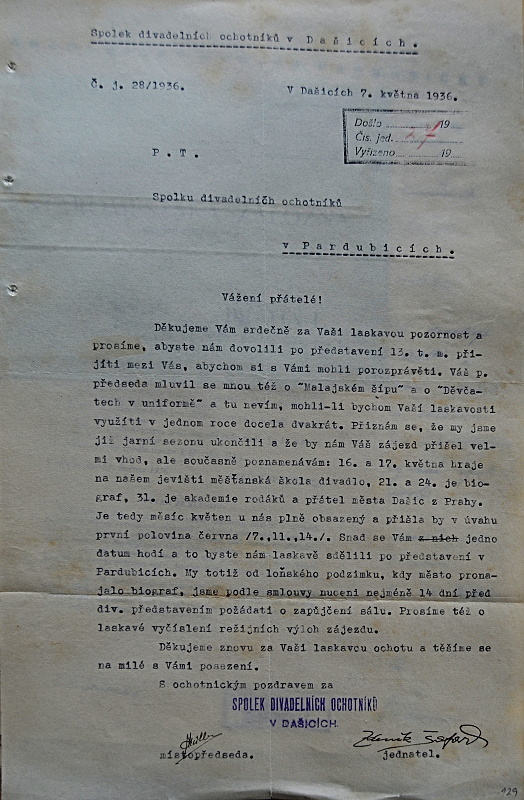 Spolek divadelních ochotníků v Dašicích.
Č. j. 28/1936.
V Dašicích 7. května 1936.
Došlo 19
Čís. jed.
Vyřízeno 19
P. T.
Spolku divadelníčh ochotníků
v Pardubicích.
Vážení přátelé!
Děkujeme Vám srdečně za Vaši laskavou pozornost a
prosíme, abyste nám dovolili po představení 13. t. m. při-
jíti mezi Vás, abychom si s Vámi mohli porozprávěti. Váš p.
předseda mluvil se mnou též o "Malajském šípu" a o "Děvča-
tech v uniformě" a tu nevím, mohli-li bychom Vaší laskavosti
využíti v jednom roce docela dvakrát. Přiznám se, že my jsme
již jarní sezonu ukončili a že by nám Váš zájezd přišel vel-
mi vhod, ale současně poznamenávám: 16. a 17. května hraje
na našem jevišti měšťanská škola divadlo, 21. a 24. je bio-
graf, 31. je akademie rodáků a přátel města Dašic z Prahy.
Je tedy měsíc květen u nás plně obsazený a přišla by v úvahu
první polovina června /7.,11.,14./. Snad se Vám z nich jedno
datum hodí a to byste nám laskavě sdělili po představení v
Pardubicích. My totiž od loňského podzimku, kdy město prona-
jalo biograf, jsme podle smlouvy nuceni nejméně 14 dní před
div. představením požádati o zapůjčení sálu. Prosíme též o
laskavé vyčíslení režijních výloh zájezdu.
Děkujeme znovu za Vaši laskavou ochotu a těžíme se
na milé s Vámi posezení.
S ochotnickým pozdravem za
SPOLEK DIVADELNÍCH OCHOTNÍKŮ
V DAŠICÍCH
místopředseda.
jednatel.
129